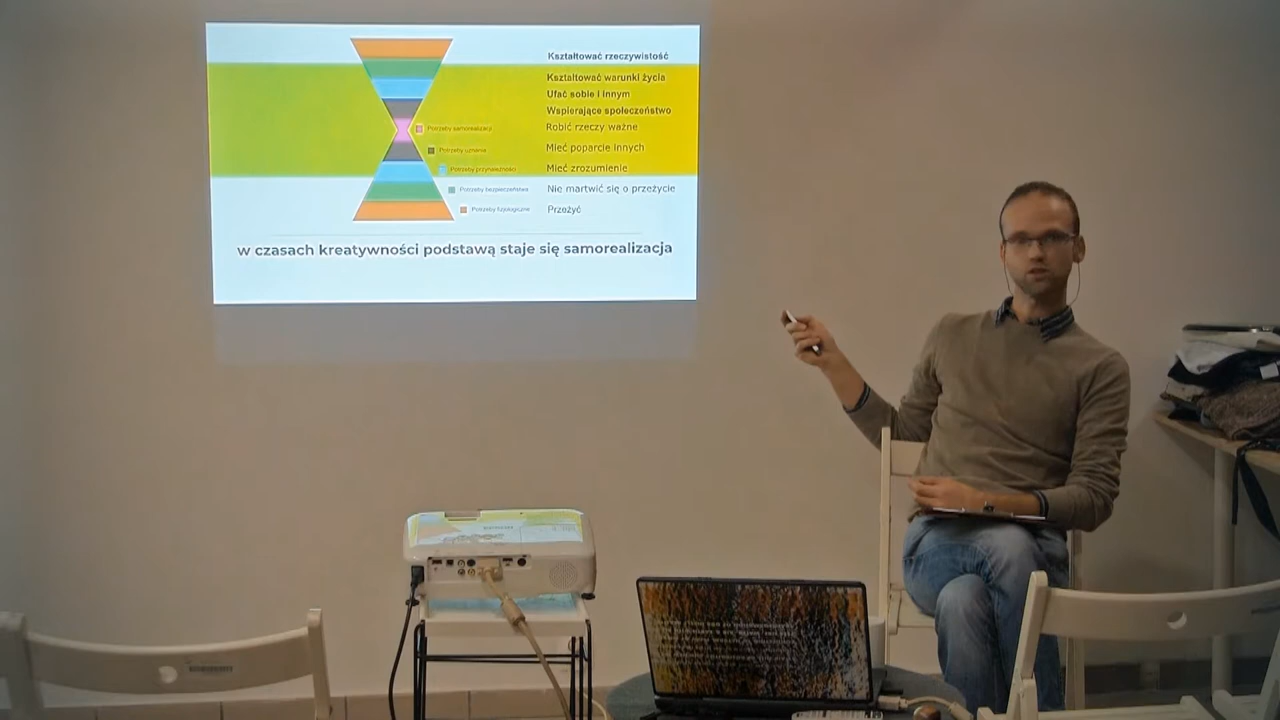 Kształtować rzeczywistość
Kształtować warunki życia
Ufać sobie i innym
Wspierające społeczeństwo
Potrzeby samorealizacji
Robić rzeczy ważne
Potrzeby uznania
Mieć poparcie innych
Potrzeby przynależności
Mieć zrozumienie
Potrzeby bezpieczeństwa
Nie martwić się o przeżycie
Potrzeby fizjologiczne
Przeżyć
w czasach kreatywności podstawą staje się samorealizacja